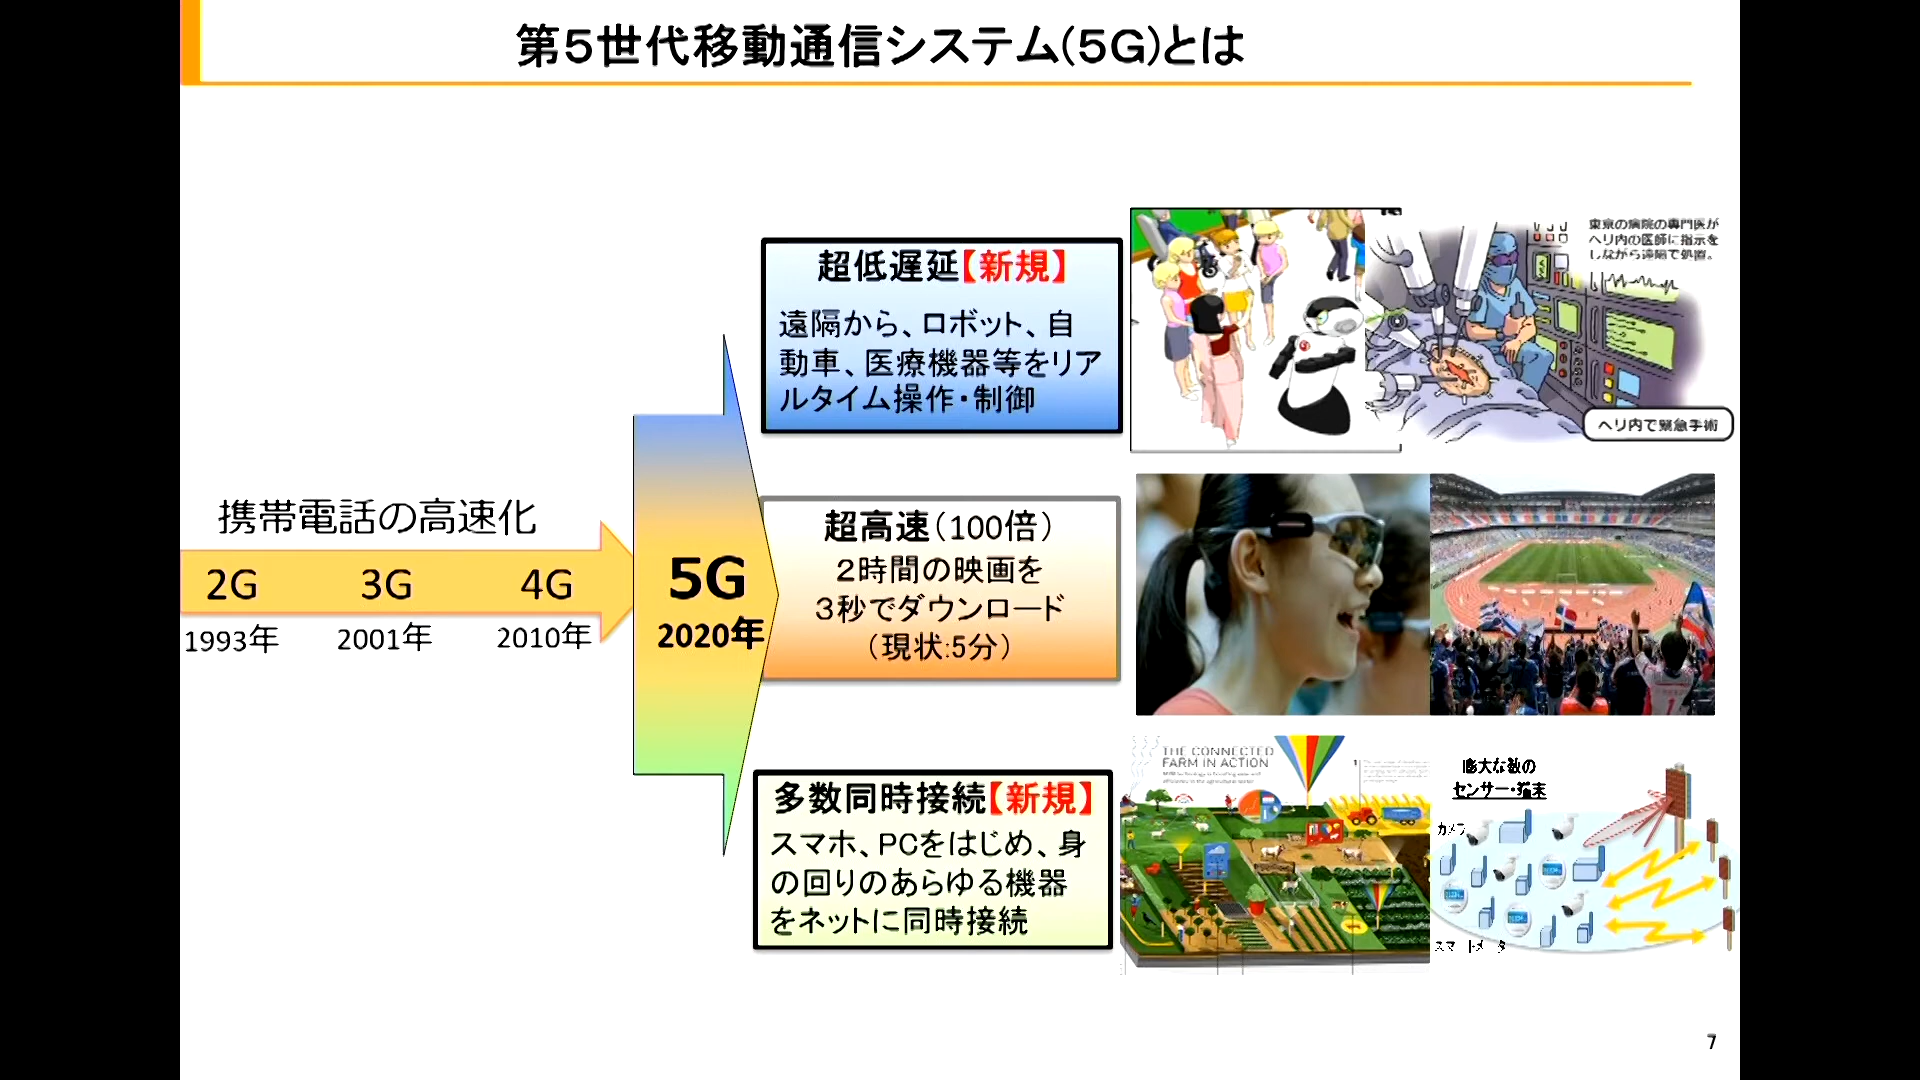 第5世代移動通信システム(5G)とは
超低遅延【新規】
遠隔から、ロボット、自
動車、医療機器等をリア
ルタイム操作・制御
東京の病院の専門医が
ヘリ内の医師に指示を
しながら遠隔で処置。
ヘリ内で緊急手術
携帯電話の高速化
2G 3G 4G
1993年 2001年 2010年
5G
2020年
超高速（100倍）
２時間の映画を
３秒でダウンロード
（現状:5分）
多数同時接続【新規】
スマホ、PCをはじめ、身
の回りのあらゆる機器
をネットに同時接続
THE CONNECTED
FARM IN ACTION
膨大な数の
センサー・端末
カメラ
スマートメータ
7